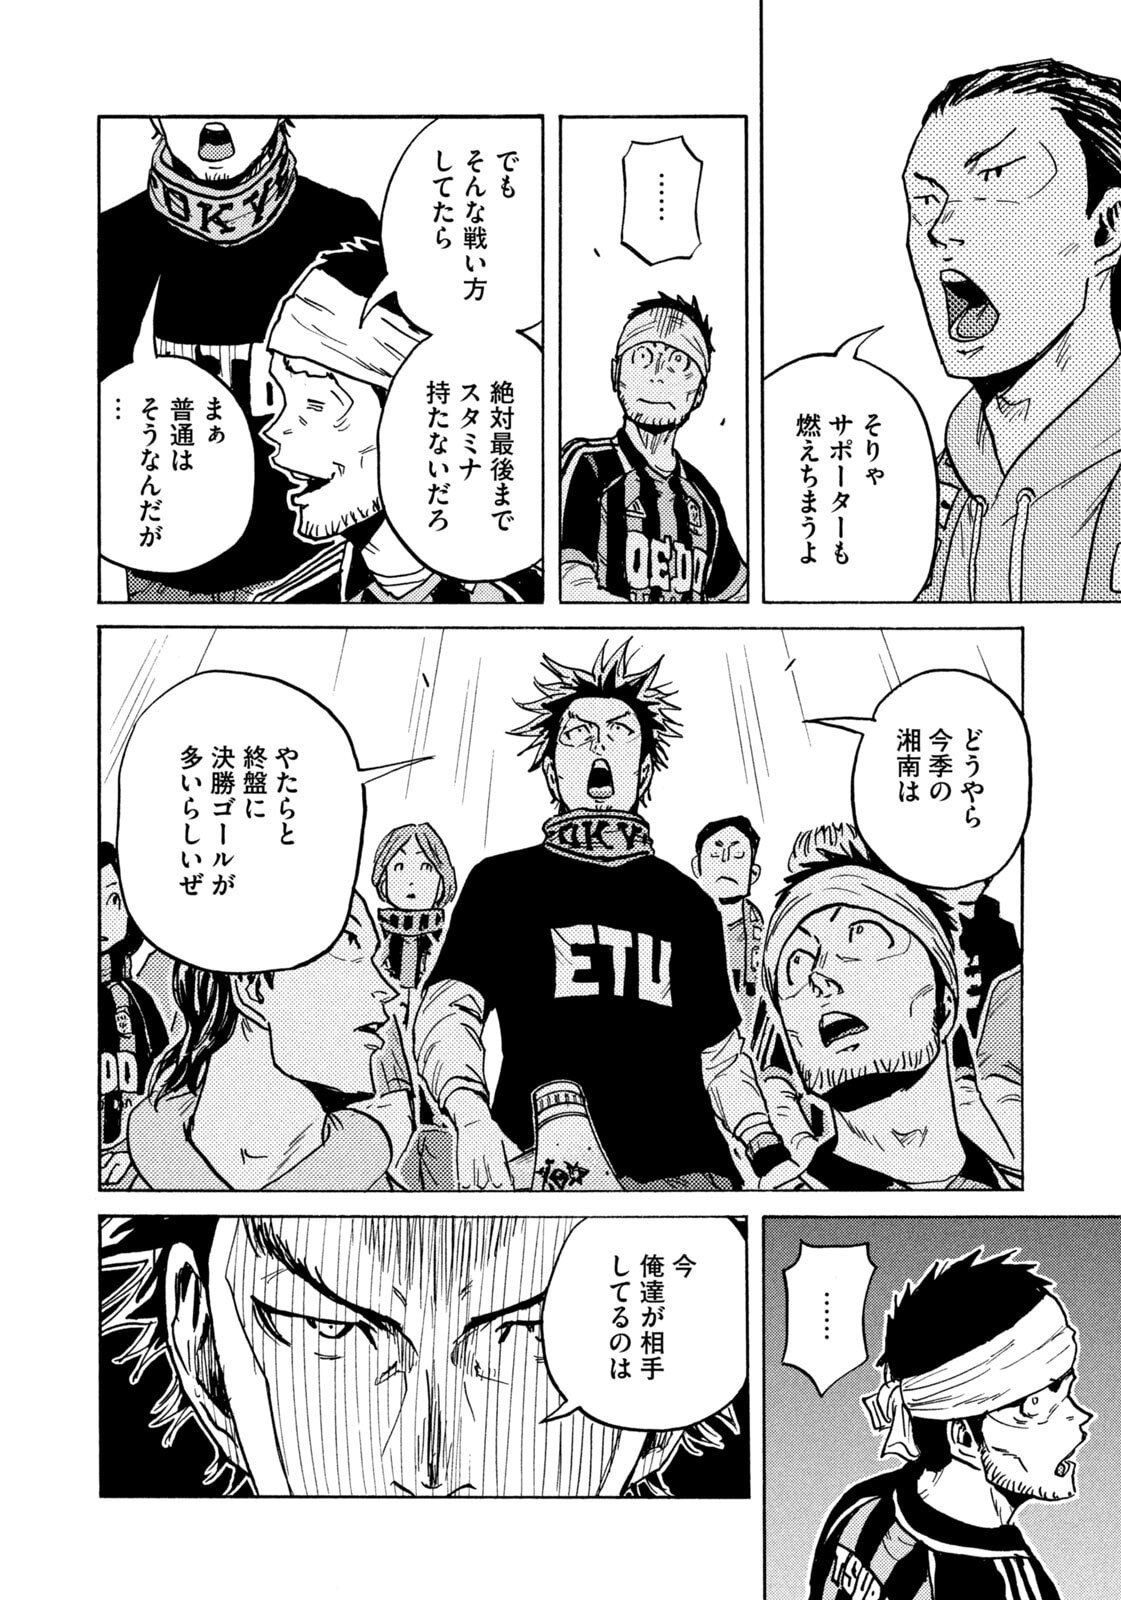 そりゃ
サポーターも
燃えちまうよ
……
OEDO
でも
そんな戦い方
してたら
絶対最後まで
スタミナ
持たないだろ
OKY
まぁ
普通は
そうなんだが
…
どうやら
今季の
湘南は
OKY
ETU
やたらと
終盤に
決勝ゴールが
多いらしいぜ
……
TSU
今
俺達が相手
してるのは